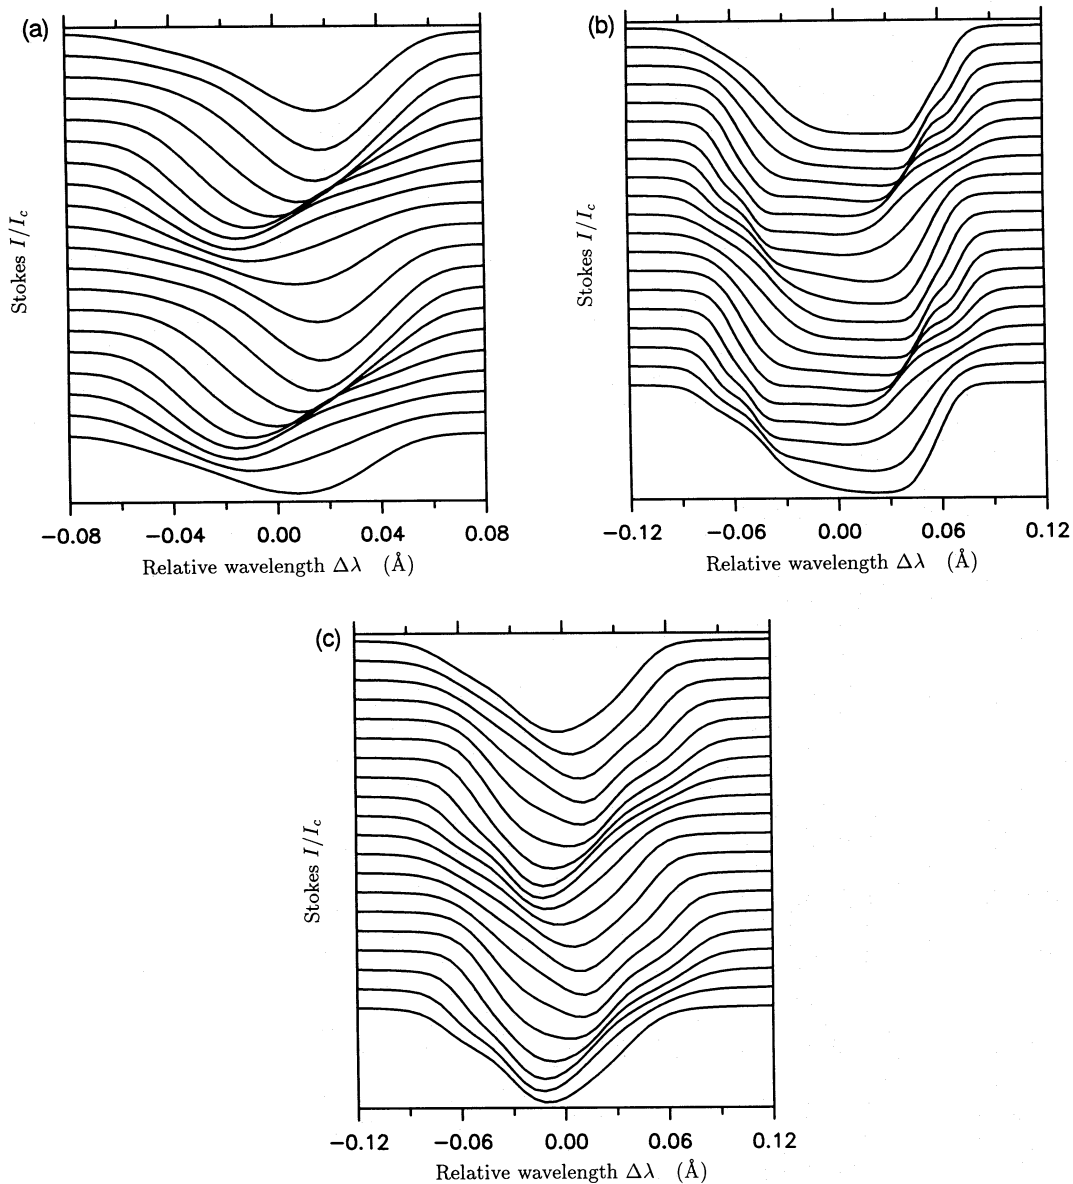 (a)
Stokes I/I_c
−0.08 −0.04 0.00 0.04 0.08
Relative wavelength Δλ (Å)
(b)
Stokes I/I_c
−0.12 −0.06 0.00 0.06 0.12
Relative wavelength Δλ (Å)
(c)
Stokes I/I_c
−0.12 −0.06 0.00 0.06 0.12
Relative wavelength Δλ (Å)